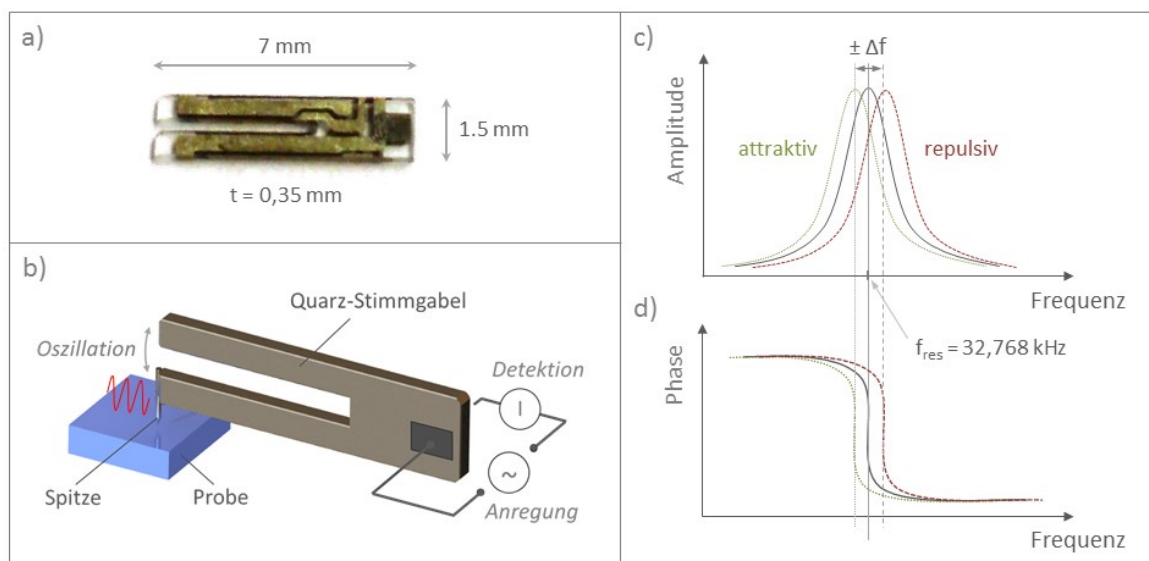 a)
7 mm
1.5 mm
t = 0,35 mm
b)
Quarz-Stimmgabel
Oszillation
Detektion
I
~
Anregung
Spitze
Probe
c)
± Δf
Amplitude
attraktiv
repulsiv
Frequenz
d)
f_res = 32,768 kHz
Phase
Frequenz